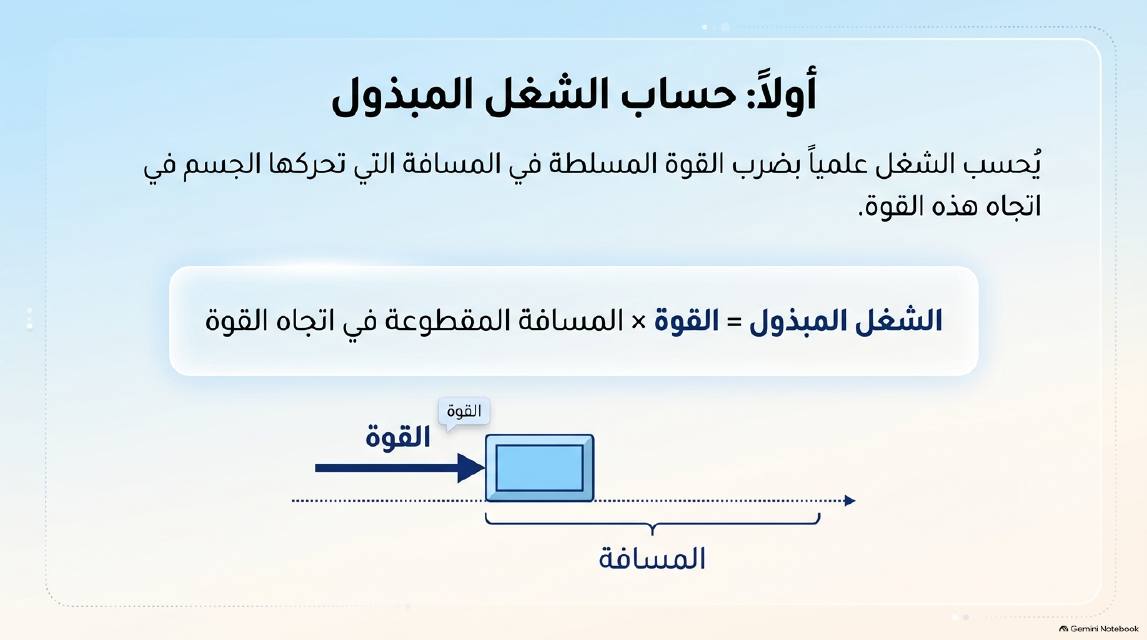 أولاً: حساب الشغل المبذول
يُحسب الشغل علمياً بضرب القوة المسلطة في المسافة التي تحركها الجسم في
اتجاه هذه القوة.
الشغل المبذول = القوة × المسافة المقطوعة في اتجاه القوة
القوة
القوة
المسافة
Gemini Notebook